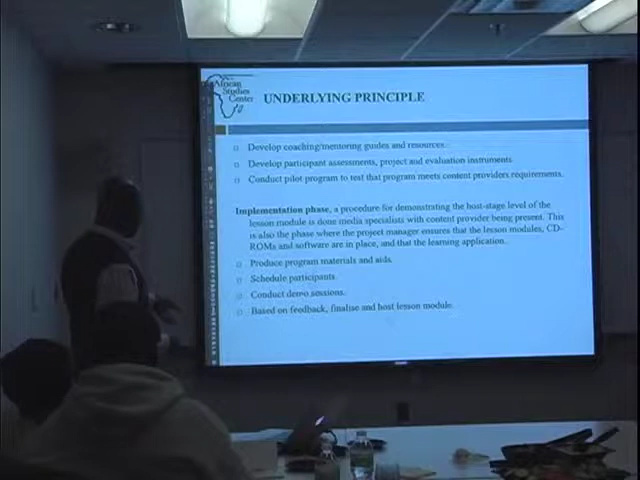 African
Studies
Center
UNDERLYING PRINCIPLE
Develop coaching/mentoring guides and resources.
Develop participant assessments, project and evaluation instruments.
Conduct pilot program to test that program meets content providers requirements.
Implementation phase, a procedure for demonstrating the host-stage level of the
lesson module is done media specialists with content provider being present. This
is also the phase where the project manager ensures that the lesson modules, CD-
ROMs and software are in place, and that the learning application.
Produce program materials and aids.
Schedule participants.
Conduct demo sessions.
Based on feedback, finalise and host lesson module.